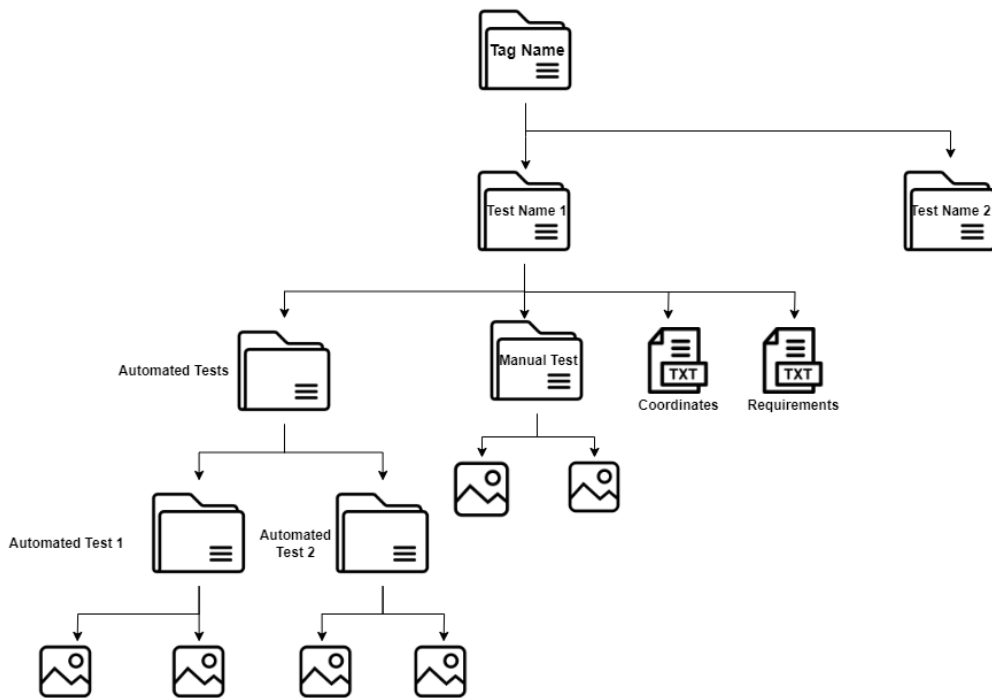 Tag Name
Test Name 1
Test Name 2
Automated Tests
Manual Test
TXT
TXT
Coordinates
Requirements
Automated Test 1
Automated
Test 2